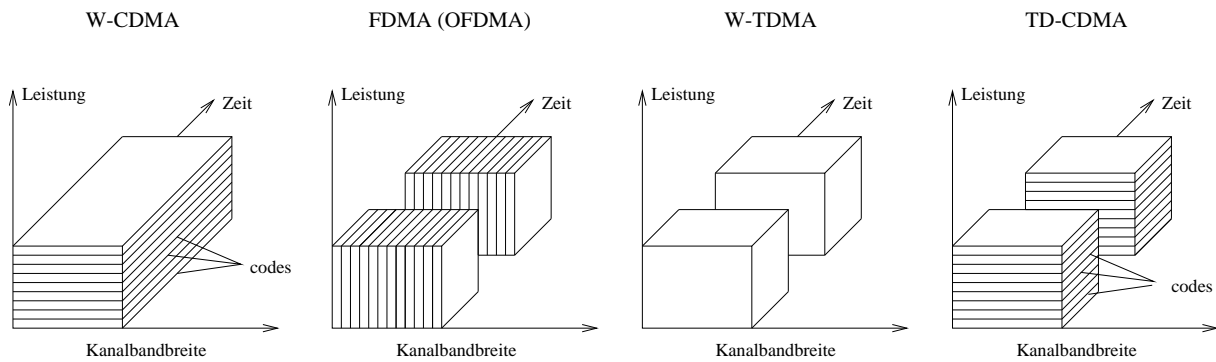 W-CDMA
FDMA (OFDMA)
W-TDMA
TD-CDMA
Leistung
Zeit
codes
Kanalbandbreite
Leistung
Zeit
Kanalbandbreite
Leistung
Zeit
Kanalbandbreite
Leistung
Zeit
codes
Kanalbandbreite